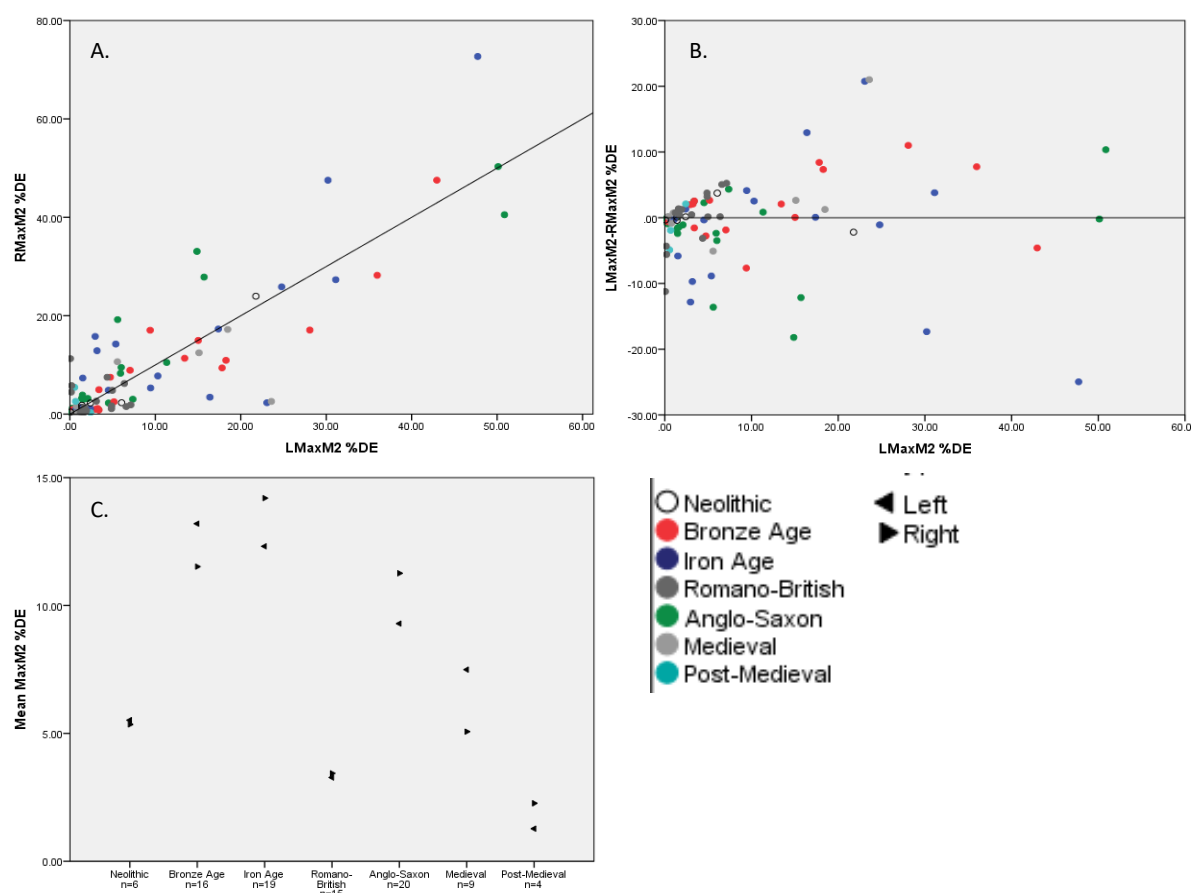 A.
80.00
60.00
40.00
20.00
.00
RMaxM2 %DE
.00 10.00 20.00 30.00 40.00 50.00 60.00
LMaxM2 %DE
B.
30.00
20.00
10.00
.00
-10.00
-20.00
-30.00
LMaxM2-RMaxM2 %DE
.00 10.00 20.00 30.00 40.00 50.00 60.00
LMaxM2 %DE
C.
15.00
10.00
5.00
0.00
Mean MaxM2 %DE
Neolithic Bronze Age Iron Age Romano- Anglo-Saxon Medieval Post-Medieval
n=6 n=16 n=19 British n=20 n=9 n=4
n=15
Neolithic
Bronze Age
Iron Age
Romano-British
Anglo-Saxon
Medieval
Post-Medieval
Left
Right